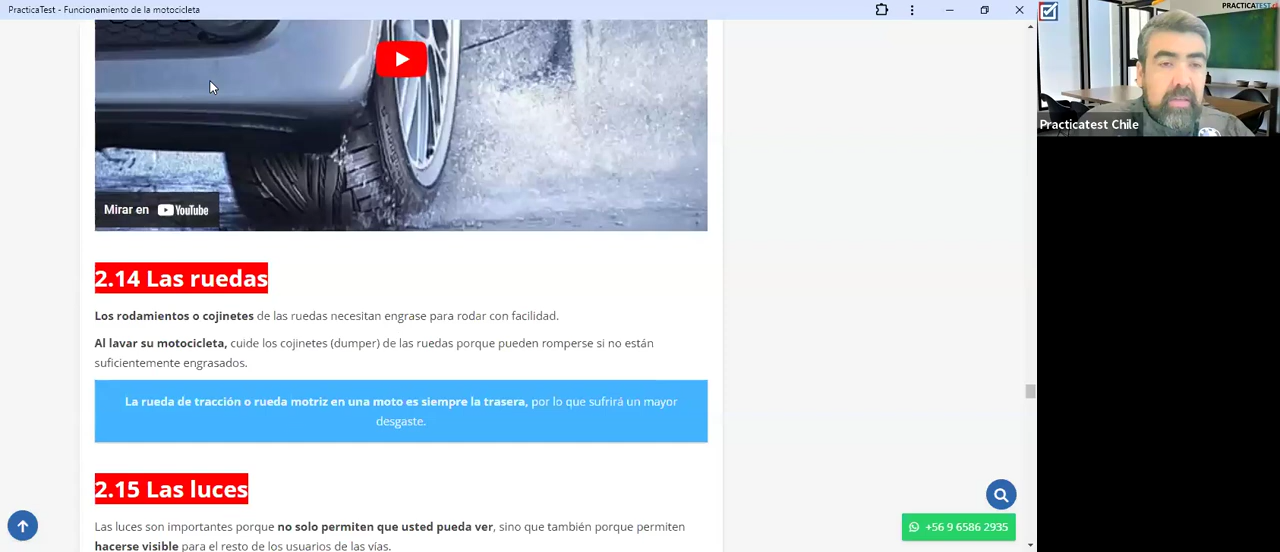 PracticaTest - Funcionamiento de la motocicleta
PRACTICATEST
Practicatest Chile
Mirar en YouTube
2.14 Las ruedas
Los rodamientos o cojinetes de las ruedas necesitan engrase para rodar con facilidad.
Al lavar su motocicleta, cuide los cojinetes (dumper) de las ruedas porque pueden romperse si no están
suficientemente engrasados.
La rueda de tracción o rueda motriz en una moto es siempre la trasera, por lo que sufrirá un mayor
desgaste.
2.15 Las luces
Las luces son importantes porque no solo permiten que usted pueda ver, sino que también porque permiten
hacerse visible para el resto de los usuarios de las vías.
+56 9 6586 2935